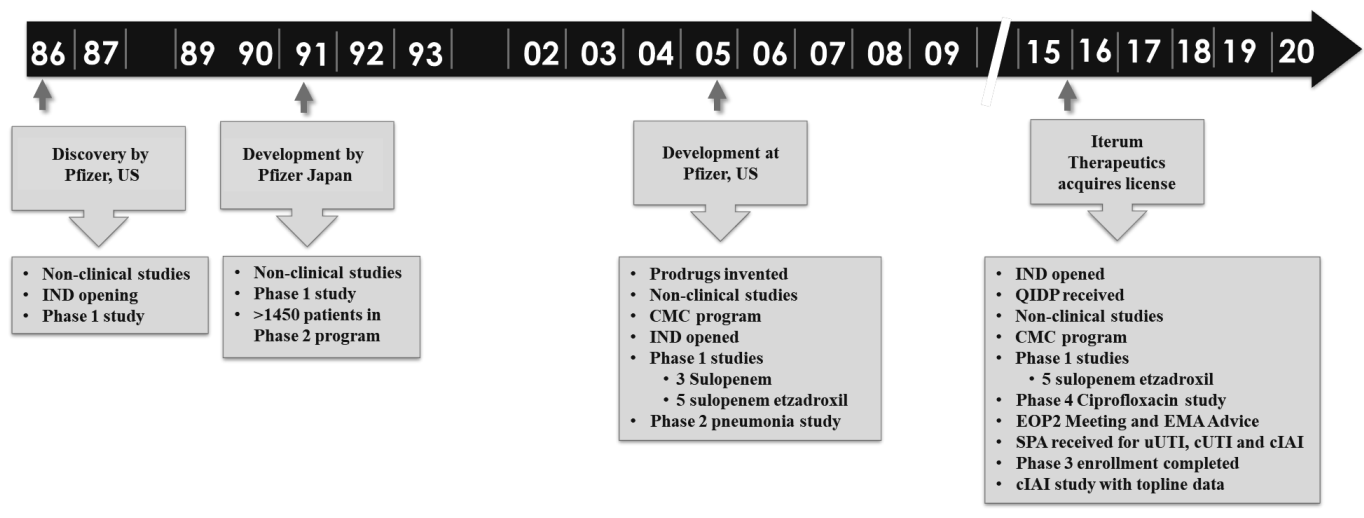 86 87 89 90 91 92 93 02 03 04 05 06 07 08 09 15 16 17 18 19 20
Discovery by
Pfizer, US
• Non-clinical studies
• IND opening
• Phase 1 study
Development by
Pfizer Japan
• Non-clinical studies
• Phase 1 study
• >1450 patients in
Phase 2 program
Development at
Pfizer, US
• Prodrugs invented
• Non-clinical studies
• CMC program
• IND opened
• Phase 1 studies
• 3 Sulopenem
• 5 sulopenem etzadroxil
• Phase 2 pneumonia study
Iterum
Therapeutics
acquires license
• IND opened
• QIDP received
• Non-clinical studies
• CMC program
• Phase 1 studies
• 5 sulopenem etzadroxil
• Phase 4 Ciprofloxacin study
• EOP2 Meeting and EMA Advice
• SPA received for uUTI, cUTI and cIAI
• Phase 3 enrollment completed
• cIAI study with topline data